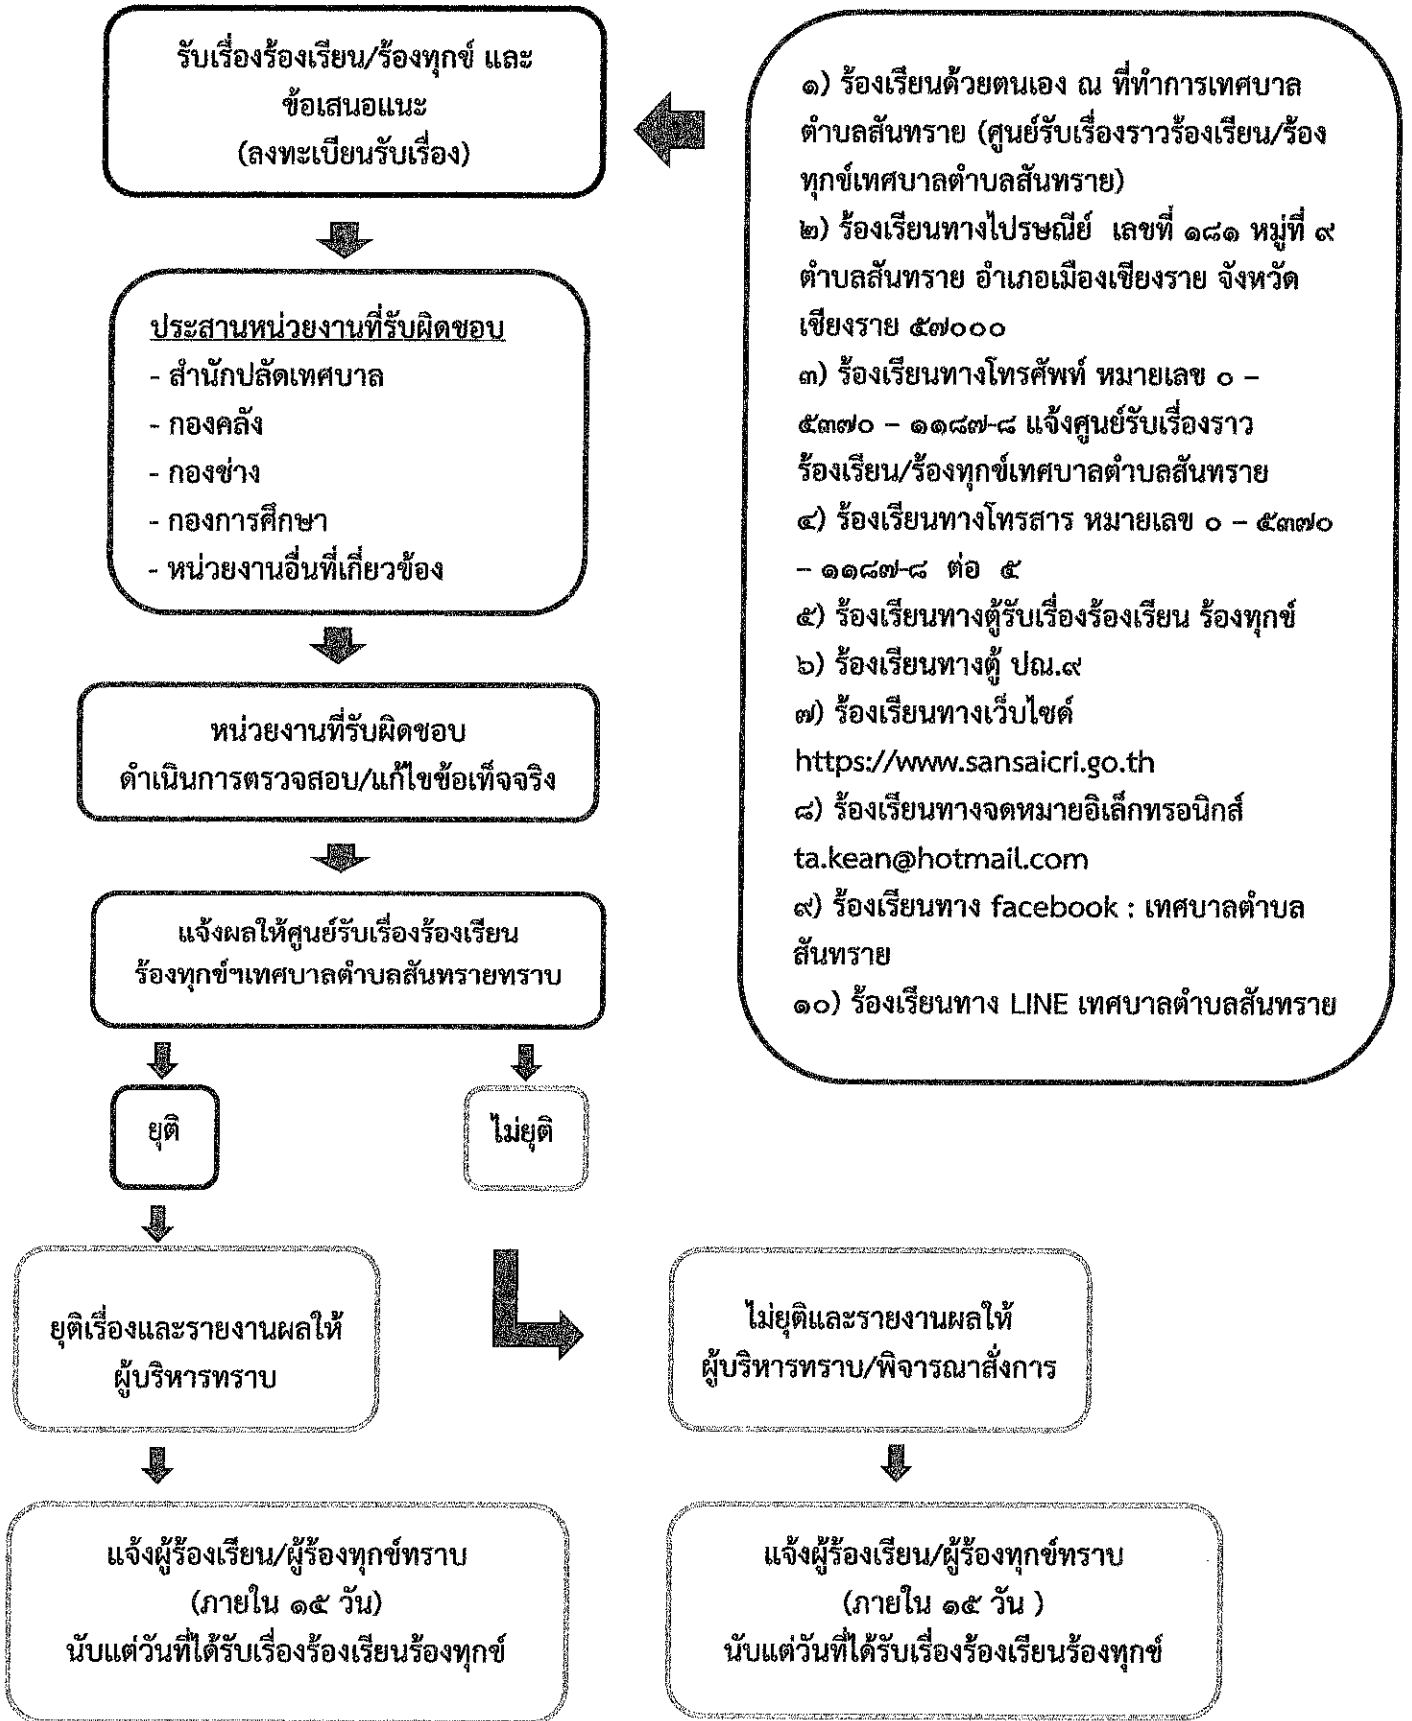 รับเรื่องร้องเรียน/ร้องทุกข์ และ
ข้อเสนอแนะ
(ลงทะเบียนรับเรื่อง)
๑) ร้องเรียนด้วยตนเอง ณ ที่ทำการเทศบาล
ตำบลสันทราย (ศูนย์รับเรื่องราวร้องเรียน/ร้อง
ทุกข์เทศบาลตำบลสันทราย)
๒) ร้องเรียนทางไปรษณีย์ เลขที่ ๑๘๑ หมู่ที่ ๙
ตำบลสันทราย อำเภอเมืองเชียงราย จังหวัด
เชียงราย ๕๗๐๐๐
๓) ร้องเรียนทางโทรศัพท์ หมายเลข ๐ –
๕๓๗๐ – ๑๑๘๗-๘ แจ้งศูนย์รับเรื่องราว
ร้องเรียน/ร้องทุกข์เทศบาลตำบลสันทราย
๔) ร้องเรียนทางโทรสาร หมายเลข ๐ – ๕๓๗๐
– ๑๑๘๗-๘ ต่อ ๕
๕) ร้องเรียนทางตู้รับเรื่องร้องเรียน ร้องทุกข์
๖) ร้องเรียนทางตู้ ปณ.๙
๗) ร้องเรียนทางเว็บไซด์
https://www.sansaicri.go.th
๘) ร้องเรียนทางจดหมายอิเล็กทรอนิกส์
ta.kean@hotmail.com
๙) ร้องเรียนทาง facebook : เทศบาลตำบล
สันทราย
๑๐) ร้องเรียนทาง LINE เทศบาลตำบลสันทราย
ประสานหน่วยงานที่รับผิดชอบ
- สำนักปลัดเทศบาล
- กองคลัง
- กองช่าง
- กองการศึกษา
- หน่วยงานอื่นที่เกี่ยวข้อง
หน่วยงานที่รับผิดชอบ
ดำเนินการตรวจสอบ/แก้ไขข้อเท็จจริง
แจ้งผลให้ศูนย์รับเรื่องร้องเรียน
ร้องทุกข์ฯเทศบาลตำบลสันทรายทราบ
ยุติ
ไม่ยุติ
ยุติเรื่องและรายงานผลให้
ผู้บริหารทราบ
ไม่ยุติและรายงานผลให้
ผู้บริหารทราบ/พิจารณาสั่งการ
แจ้งผู้ร้องเรียน/ผู้ร้องทุกข์ทราบ
(ภายใน ๑๕ วัน)
นับแต่วันที่ได้รับเรื่องร้องเรียนร้องทุกข์
แจ้งผู้ร้องเรียน/ผู้ร้องทุกข์ทราบ
(ภายใน ๑๕ วัน )
นับแต่วันที่ได้รับเรื่องร้องเรียนร้องทุกข์